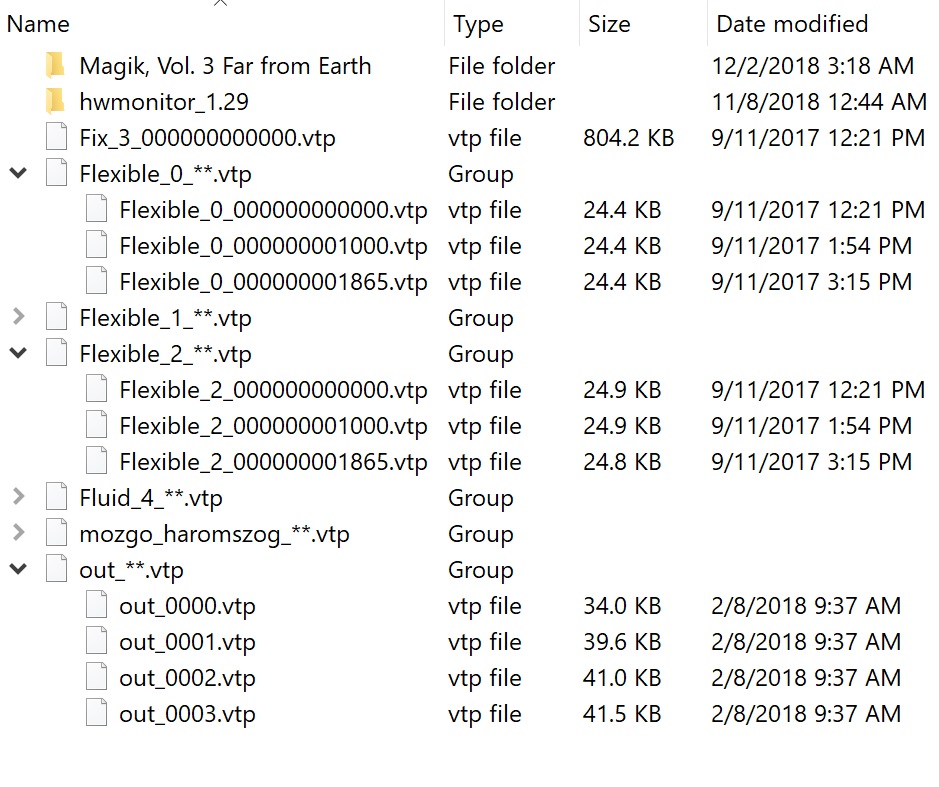 Name Type Size Date modified
Magik, Vol. 3 Far from Earth File folder 12/2/2018 3:18 AM
hwmonitor_1.29 File folder 11/8/2018 12:44 AM
Fix_3_000000000000.vtp vtp file 804.2 KB 9/11/2017 12:21 PM
Flexible_0_**.vtp Group
Flexible_0_000000000000.vtp vtp file 24.4 KB 9/11/2017 12:21 PM
Flexible_0_000000001000.vtp vtp file 24.4 KB 9/11/2017 1:54 PM
Flexible_0_000000001865.vtp vtp file 24.4 KB 9/11/2017 3:15 PM
Flexible_1_**.vtp Group
Flexible_2_**.vtp Group
Flexible_2_000000000000.vtp vtp file 24.9 KB 9/11/2017 12:21 PM
Flexible_2_000000001000.vtp vtp file 24.9 KB 9/11/2017 1:54 PM
Flexible_2_000000001865.vtp vtp file 24.8 KB 9/11/2017 3:15 PM
Fluid_4_**.vtp Group
mozgo_haromszog_**.vtp Group
out_**.vtp Group
out_0000.vtp vtp file 34.0 KB 2/8/2018 9:37 AM
out_0001.vtp vtp file 39.6 KB 2/8/2018 9:37 AM
out_0002.vtp vtp file 41.0 KB 2/8/2018 9:37 AM
out_0003.vtp vtp file 41.5 KB 2/8/2018 9:37 AM